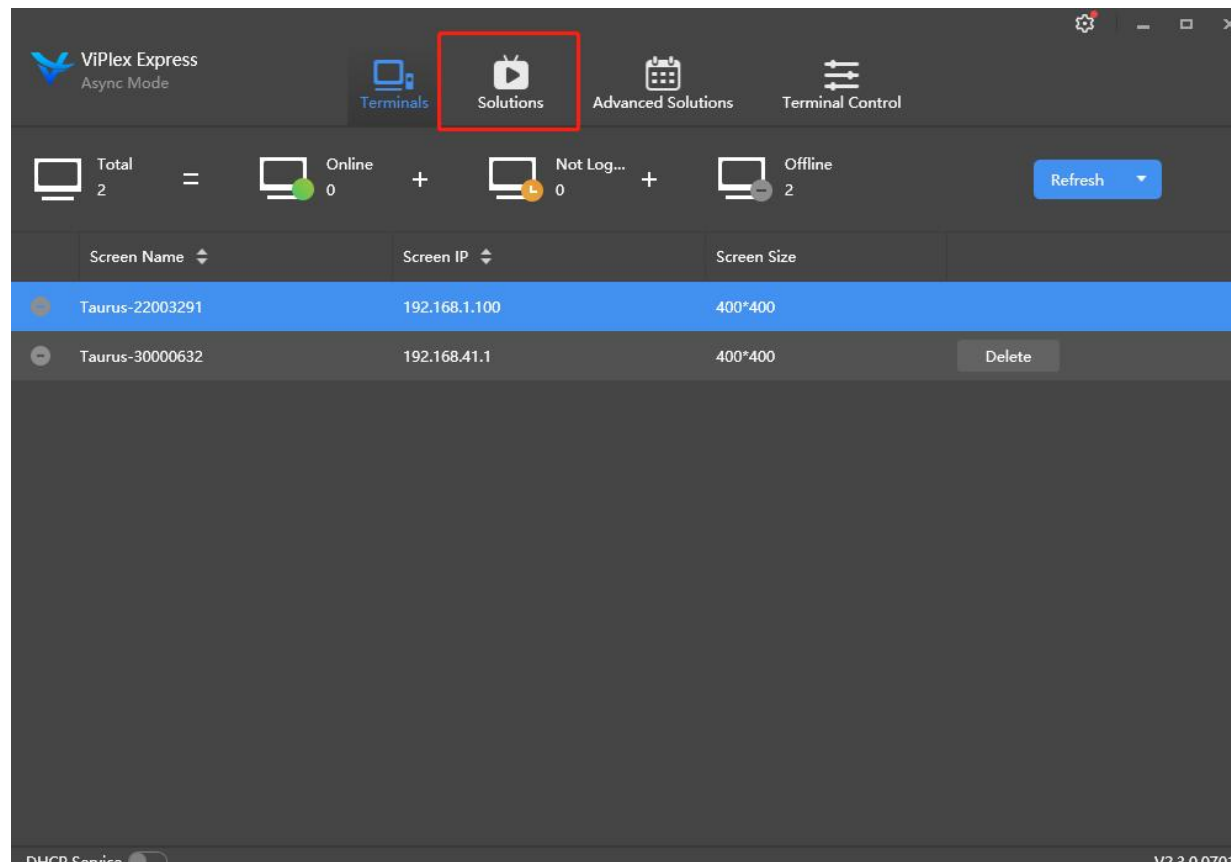 ViPlex Express
Async Mode
Terminals
Solutions
Advanced Solutions
Terminal Control
Total
2
=
Online
0
+
Not Log...
0
+
Offline
2
Refresh
Screen Name
Screen IP
Screen Size
Taurus-22003291
192.168.1.100
400*400
Taurus-30000632
192.168.41.1
400*400
Delete
DHCP Service